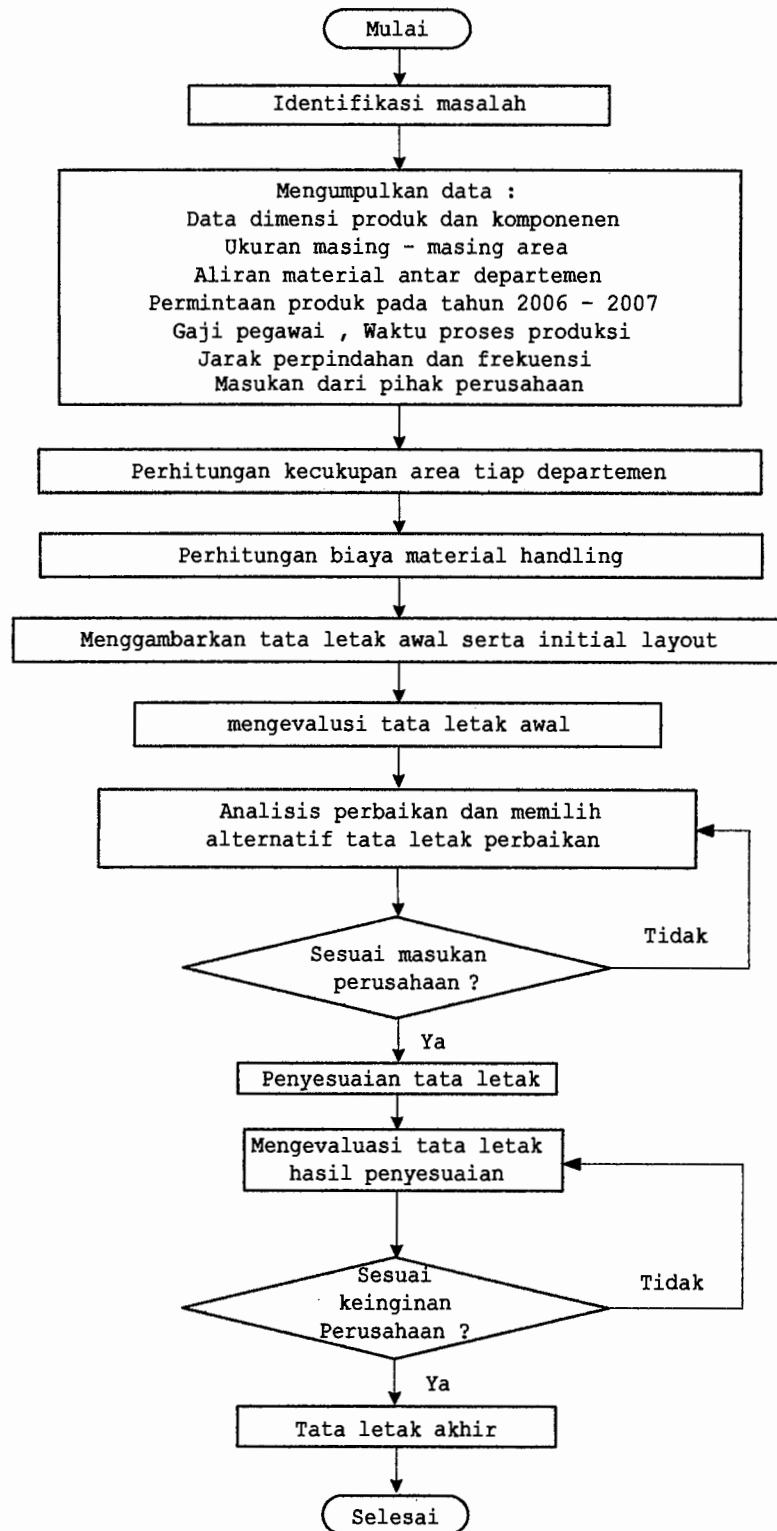 Mulai
Identifikasi masalah
Mengumpulkan data :
Data dimensi produk dan komponenen
Ukuran masing - masing area
Aliran material antar departemen
Permintaan produk pada tahun 2006 - 2007
Gaji pegawai , Waktu proses produksi
Jarak perpindahan dan frekuensi
Masukan dari pihak perusahaan
Perhitungan kecukupan area tiap departemen
Perhitungan biaya material handling
Menggambarkan tata letak awal serta initial layout
mengevalusi tata letak awal
Analisis perbaikan dan memilih
alternatif tata letak perbaikan
Tidak
Sesuai masukan
perusahaan ?
Ya
Penyesuaian tata letak
Mengevaluasi tata letak
hasil penyesuaian
Sesuai
keinginan
Perusahaan ?
Tidak
Ya
Tata letak akhir
Selesai